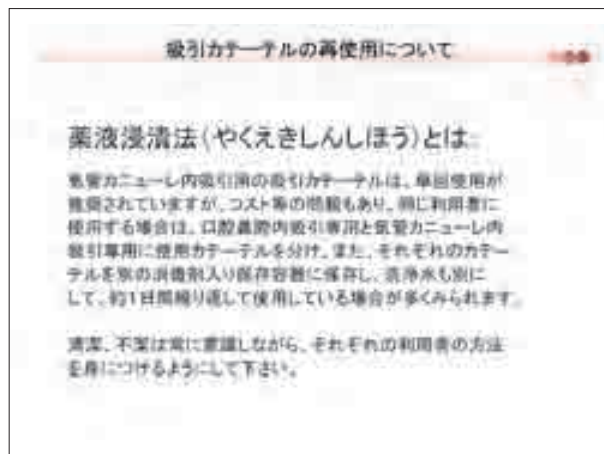 吸引カテーテルの再使用について
薬液浸漬法(やくえきしんしほう)とは
気管カニューレ内吸引用の吸引カテーテルは、単回使用が
推奨されていますが、コスト等の問題もあり、同じ利用者に
使用する場合は、口腔鼻腔内吸引専用と気管カニューレ内
吸引専用に使用カテーテルを分け、また、それぞれのカテー
テルを別の消毒剤入り保存容器に保存し、洗浄水も別に
して、約1日間繰り返して使用している場合が多くみられます。
清潔、不潔は常に意識しながら、それぞれの利用者の方法
を身につけるようにして下さい。